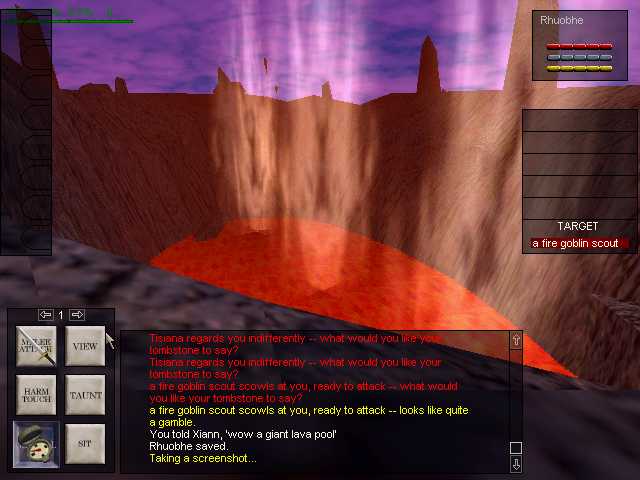 Rhuobhe
TARGET
a fire goblin scout
1
MELEE
ATTACK
VIEW
HARM
TOUCH
TAUNT
SIT
Tisiana regards you indifferently -- what would you like your
tombstone to say?
Tisiana regards you indifferently -- what would you like your
tombstone to say?
a fire goblin scout scowls at you, ready to attack -- what would
you like your tombstone to say?
a fire goblin scout scowls at you, ready to attack -- looks like quite
a gamble.
You told Xiann, 'wow a giant lava pool'
Rhuobhe saved.
Taking a screenshot...